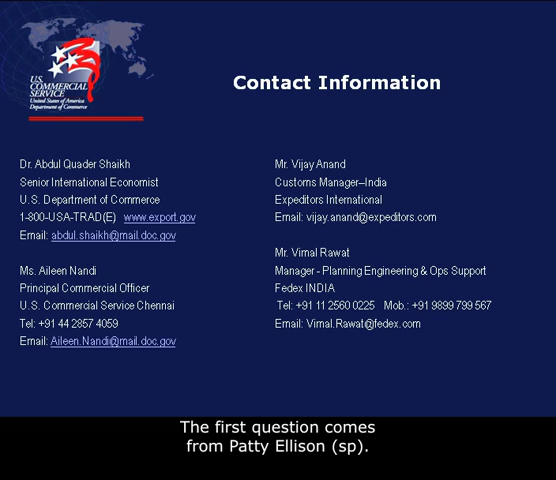 U.S.
COMMERCIAL
SERVICE
United States of America
Department of Commerce
Contact Information
Dr. Abdul Quader Shaikh
Senior International Economist
U.S. Department of Commerce
1-800-USA-TRAD(E) www.export.gov
Email: abdul.shaikh@mail.doc.gov
Ms. Aileen Nandi
Principal Commercial Officer
U.S. Commercial Service Chennai
Tel: +91 44 2857 4059
Email: Aileen.Nandi@mail.doc.gov
Mr. Vijay Anand
Customs Manager–India
Expeditors International
Email: vijay.anand@expeditors.com
Mr. Vimal Rawat
Manager - Planning Engineering & Ops Support
Fedex INDIA
Tel: +91 11 2560 0225 Mob.: +91 9899 799 567
Email: Vimal.Rawat@fedex.com
The first question comes
from Patty Ellison (sp).